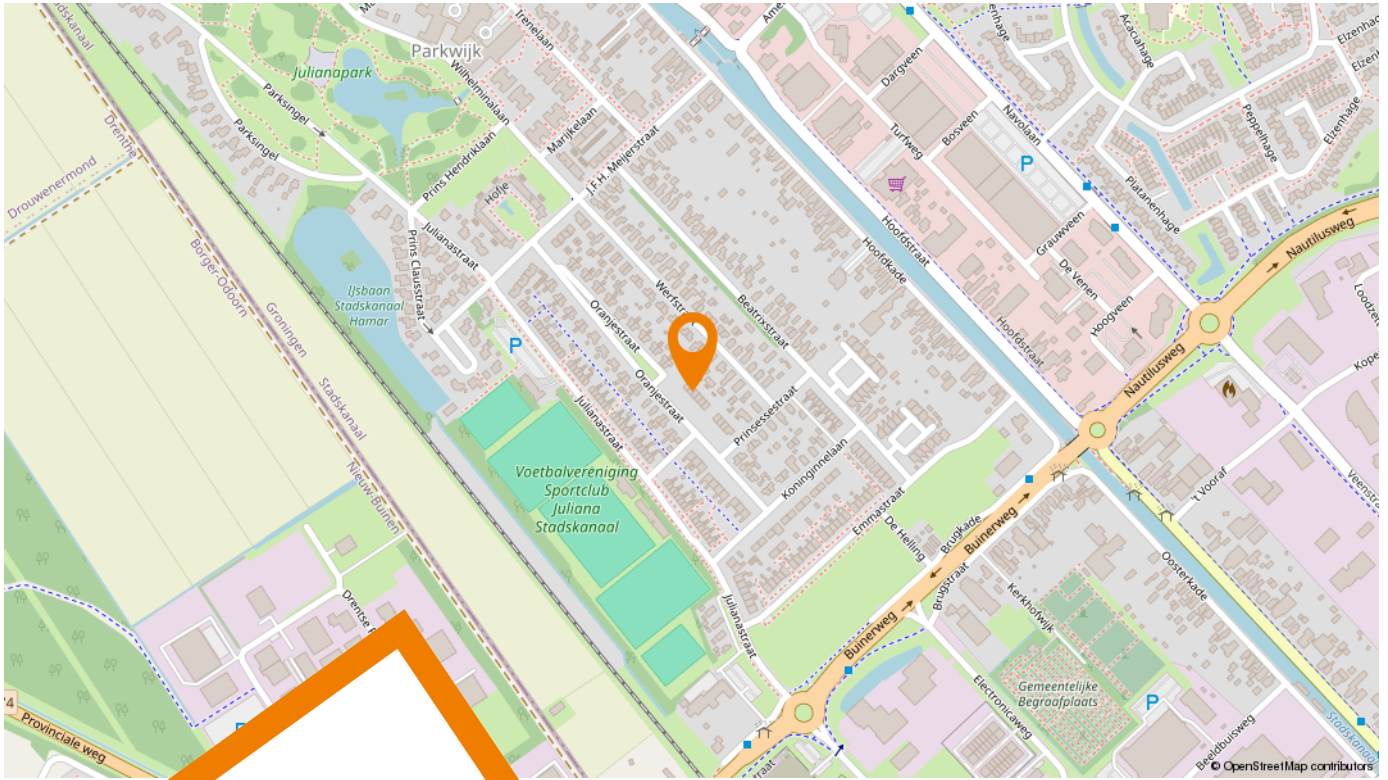 Parkwijk
Julianapark
Irenelaan
Wilhelminalaan
Marijkelaan
Parksingel
Parksingel
Prins Hendriklaan
J.F.H. Meijerstraat
Hofje
Julianastraat
Prins Clausstraat
Drenthe
Drouwenermond
Borger-Odoorn
Groningen
IJsbaan
Stadskanaal
Hamar
Stadskanaal
Nieuw-Buinen
P
Oranjestraat
Oranjestraat
Beatrixstraat
Prinsessestraat
Koninginnelaan
Emmastraat
De Helling
Julianastraat
Julianastraat
Voetbalvereniging
Sportclub
Juliana
Stadskanaal
Dargveen
Turfweg
Bosveen
Navolaan
P
Grauwveen
De Venen
Hoogveen
Hoofdstraat
Hoofdkade
Hoofdstraat
Acaciahage
Elzenhage
Peppelhage
Elzenhage
Platanenhage
Nautilusweg
Nautilusweg
't Vooraf
Oosterkade
Brugkade
Buinerweg
Buinerweg
Brugstraat
Kerkhofwijk
Electronicaweg
Gemeentelijke
Begraafplaats
P
Beeldbuisweg
Provinciale weg
© OpenStreetMap contributors